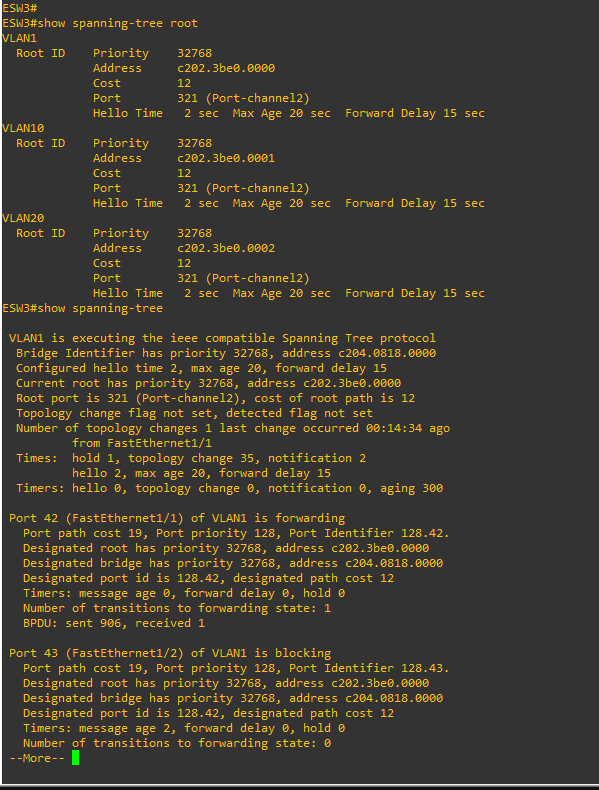 ESW3#
ESW3#show spanning-tree root
VLAN1
  Root ID    Priority    32768
             Address     c202.3be0.0000
             Cost        12
             Port        321 (Port-channel2)
             Hello Time   2 sec  Max Age 20 sec  Forward Delay 15 sec
VLAN10
  Root ID    Priority    32768
             Address     c202.3be0.0001
             Cost        12
             Port        321 (Port-channel2)
             Hello Time   2 sec  Max Age 20 sec  Forward Delay 15 sec
VLAN20
  Root ID    Priority    32768
             Address     c202.3be0.0002
             Cost        12
             Port        321 (Port-channel2)
             Hello Time   2 sec  Max Age 20 sec  Forward Delay 15 sec
ESW3#show spanning-tree

 VLAN1 is executing the ieee compatible Spanning Tree protocol
  Bridge Identifier has priority 32768, address c204.0818.0000
  Configured hello time 2, max age 20, forward delay 15
  Current root has priority 32768, address c202.3be0.0000
  Root port is 321 (Port-channel2), cost of root path is 12
  Topology change flag not set, detected flag not set
  Number of topology changes 1 last change occurred 00:14:34 ago
          from FastEthernet1/1
  Times:  hold 1, topology change 35, notification 2
          hello 2, max age 20, forward delay 15
  Timers: hello 0, topology change 0, notification 0, aging 300

 Port 42 (FastEthernet1/1) of VLAN1 is forwarding
   Port path cost 19, Port priority 128, Port Identifier 128.42.
   Designated root has priority 32768, address c202.3be0.0000
   Designated bridge has priority 32768, address c204.0818.0000
   Designated port id is 128.42, designated path cost 12
   Timers: message age 0, forward delay 0, hold 0
   Number of transitions to forwarding state: 1
   BPDU: sent 906, received 1

 Port 43 (FastEthernet1/2) of VLAN1 is blocking
   Port path cost 19, Port priority 128, Port Identifier 128.43.
   Designated root has priority 32768, address c202.3be0.0000
   Designated bridge has priority 32768, address c204.0818.0000
   Designated port id is 128.42, designated path cost 12
   Timers: message age 2, forward delay 0, hold 0
   Number of transitions to forwarding state: 0
 --More--